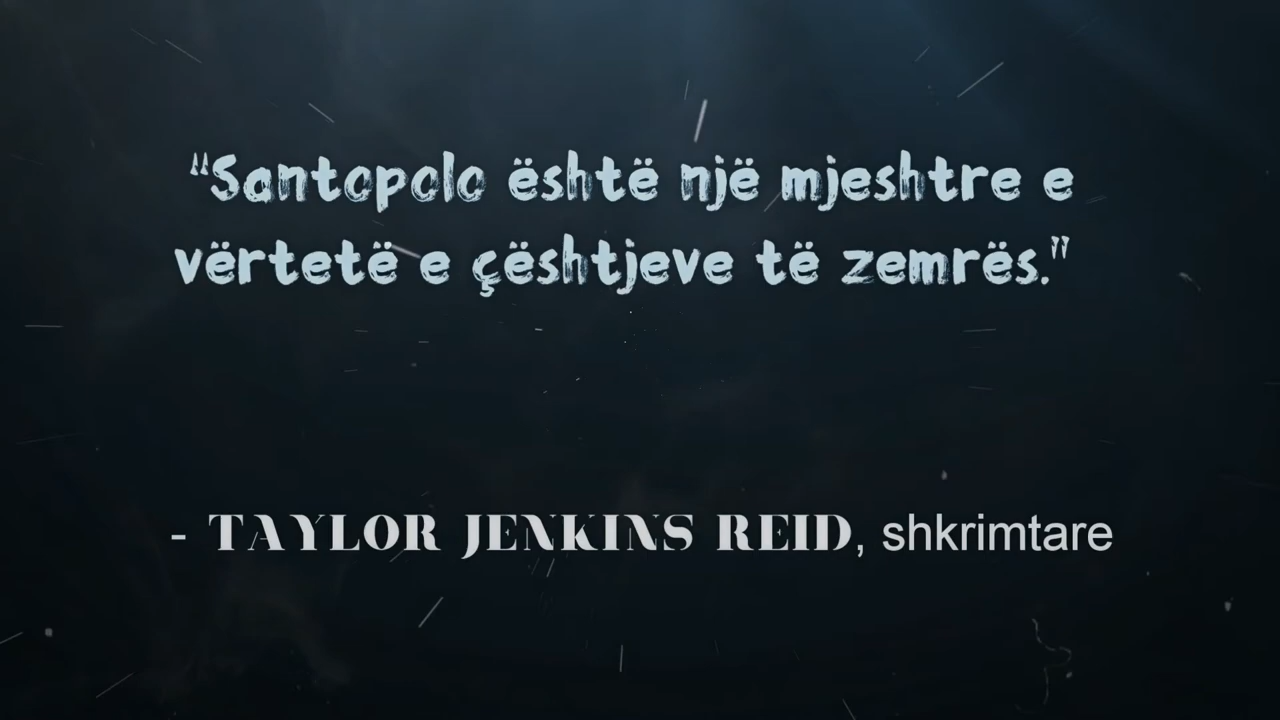 "Santopolo është një mjeshtre e
vërtetë e çështjeve të zemrës."
- TAYLOR JENKINS REID, shkrimtare